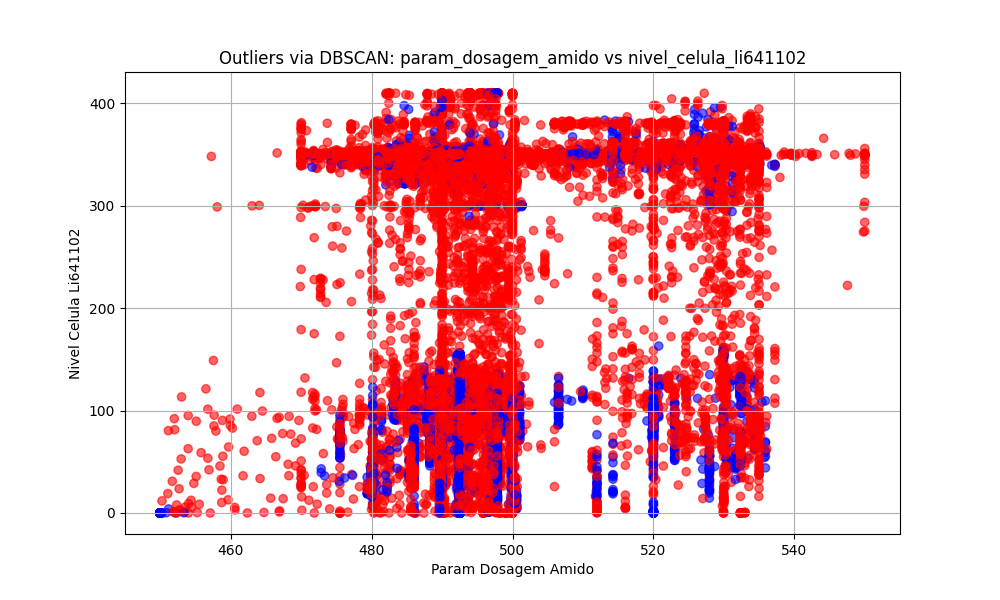 Outliers via DBSCAN: param_dosagem_amido vs nivel_celula_li641102
400
300
200
100
0
Nivel Celula Li641102
460 480 500 520 540
Param Dosagem Amido